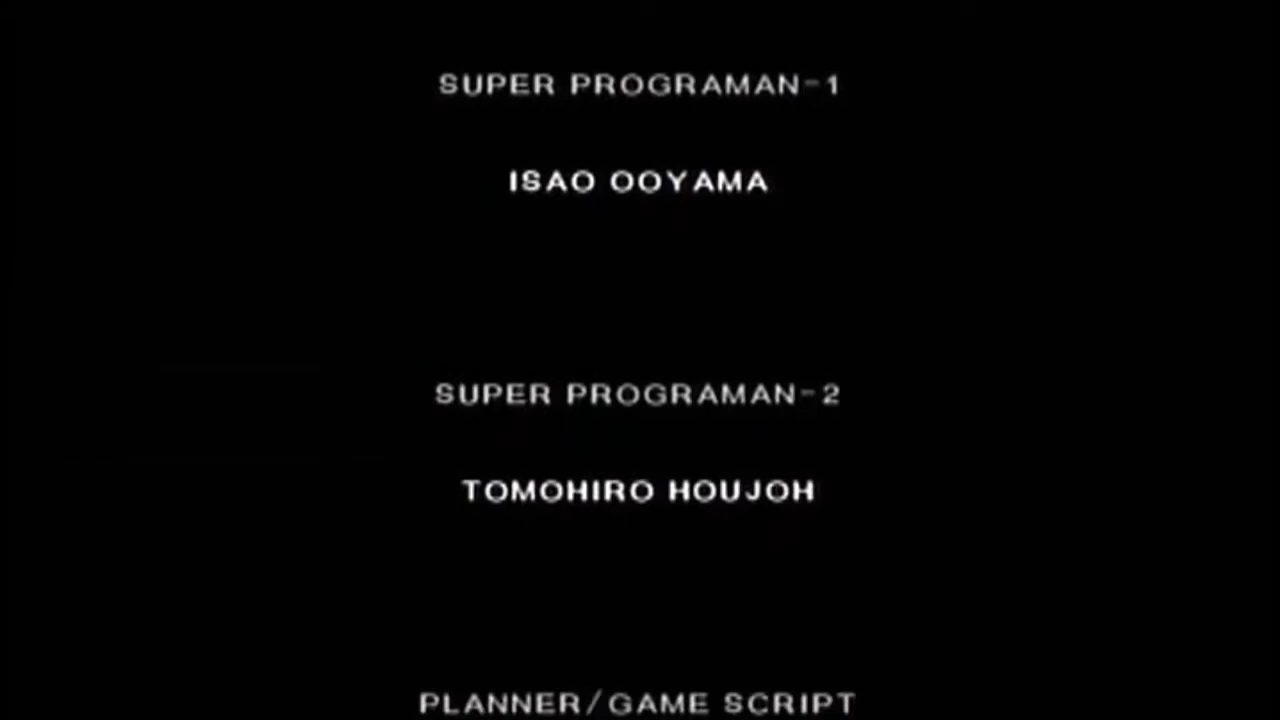 SUPER PROGRAMAN-1
ISAO OOYAMA
SUPER PROGRAMAN-2
TOMOHIRO HOUJOH
PLANNER/GAME SCRIPT